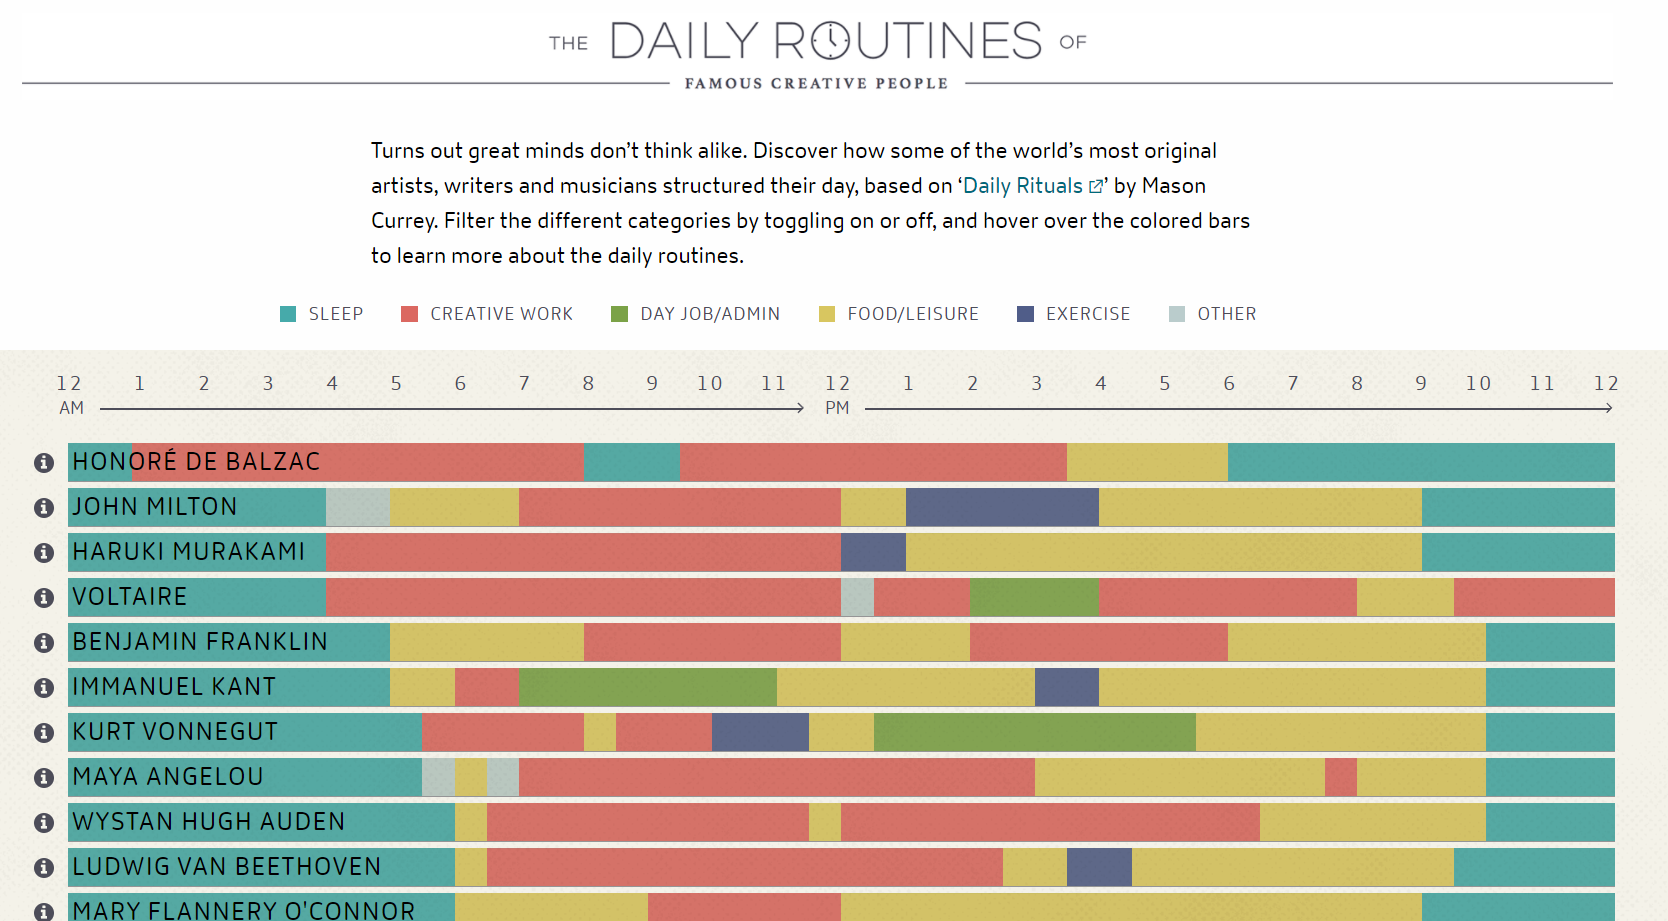 THE DAILY ROUTINES OF
FAMOUS CREATIVE PEOPLE
Turns out great minds don’t think alike. Discover how some of the world’s most original
artists, writers and musicians structured their day, based on ‘Daily Rituals’ by Mason
Currey. Filter the different categories by toggling on or off, and hover over the colored bars
to learn more about the daily routines.
SLEEP CREATIVE WORK DAY JOB/ADMIN FOOD/LEISURE EXERCISE OTHER
12 1 2 3 4 5 6 7 8 9 10 11 12 1 2 3 4 5 6 7 8 9 10 11 12
AM PM
HONORÉ DE BALZAC
JOHN MILTON
HARUKI MURAKAMI
VOLTAIRE
BENJAMIN FRANKLIN
IMMANUEL KANT
KURT VONNEGUT
MAYA ANGELOU
WYSTAN HUGH AUDEN
LUDWIG VAN BEETHOVEN
MARY FLANNERY O'CONNOR